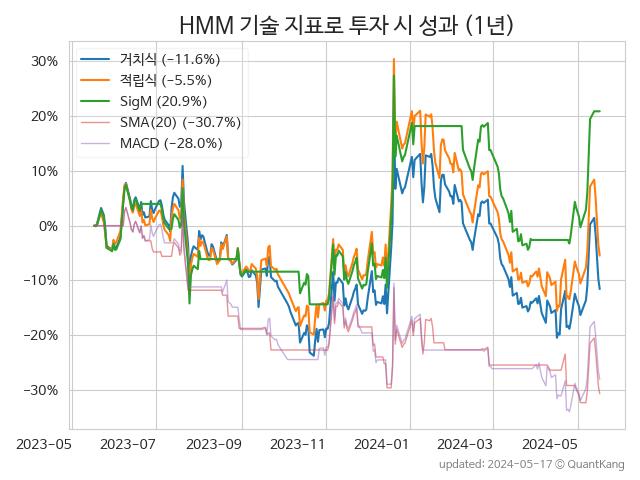 HMM 기술 지표로 투자 시 성과 (1년)
30%
20%
10%
0%
−10%
−20%
−30%
거치식 (−11.6%)
적립식 (−5.5%)
SigM (20.9%)
SMA(20) (−30.7%)
MACD (−28.0%)
2023−05 2023−07 2023−09 2023−11 2024−01 2024−03 2024−05
updated: 2024-05-17 © QuantKang